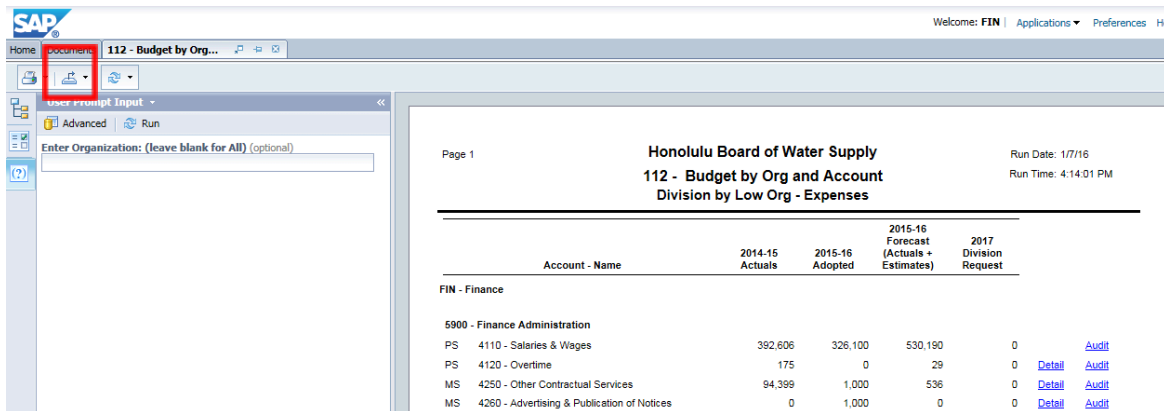 SAP ®
Welcome: FIN | Applications Preferences H
Home Documents 112 - Budget by Org...
User Prompt Input «
Advanced Run
Enter Organization: (leave blank for All) (optional)
(?)
Page 1 Honolulu Board of Water Supply Run Date: 1/7/16
112 - Budget by Org and Account Run Time: 4:14:01 PM
Division by Low Org - Expenses
2015-16
Forecast 2017
2014-15 2015-16 (Actuals + Division
Account - Name Actuals Adopted Estimates) Request
FIN - Finance
5900 - Finance Administration
PS 4110 - Salaries & Wages 392,606 326,100 530,190 0 Audit
PS 4120 - Overtime 175 0 29 0 Detail Audit
MS 4250 - Other Contractual Services 94,399 1,000 536 0 Detail Audit
MS 4260 - Advertising & Publication of Notices 0 1,000 0 0 Detail Audit